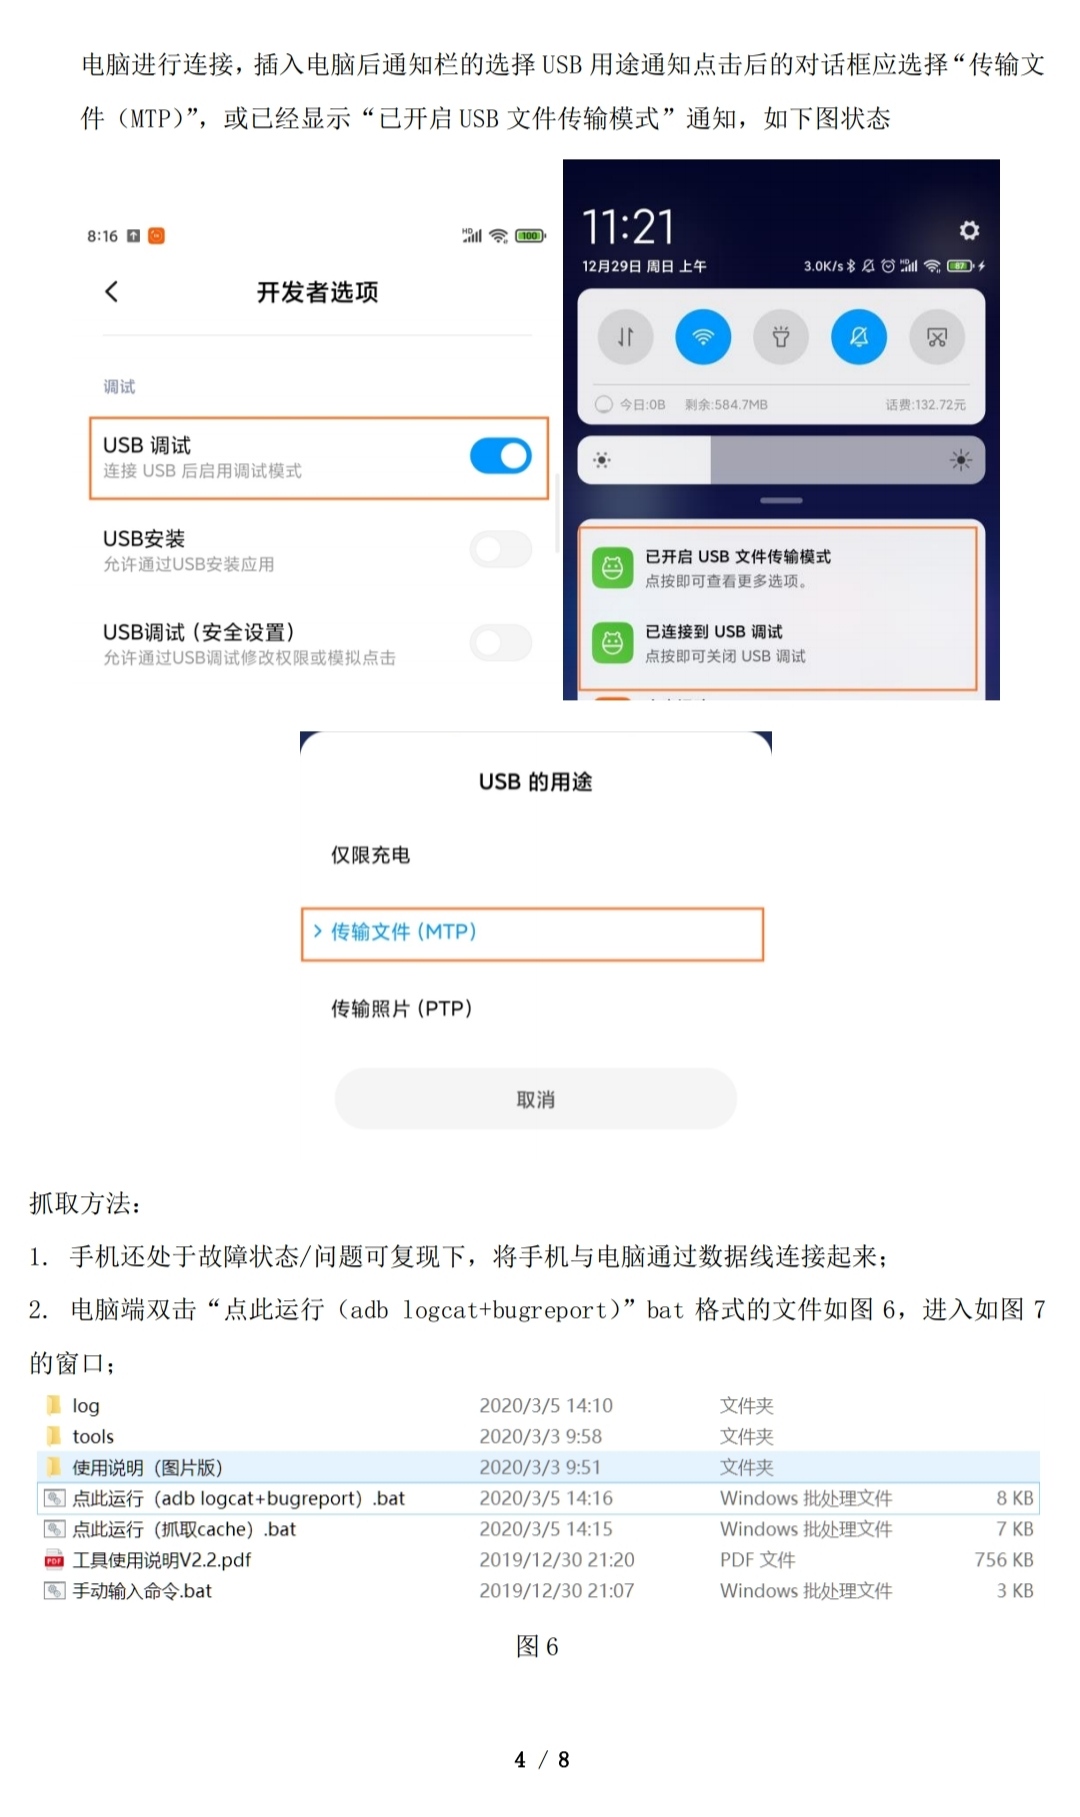 电脑进行连接，插入电脑后通知栏的选择 USB 用途通知点击后的对话框应选择“传输文
件（MTP）”，或已经显示“已开启 USB 文件传输模式”通知，如下图状态
8:16
HD
100
开发者选项
调试
USB 调试
连接 USB 后启用调试模式
USB安装
允许通过USB安装应用
USB调试（安全设置）
允许通过USB调试修改权限或模拟点击
11:21
12月29日 周日 上午
3.0K/s
HD
87
今日:0B 剩余:584.7MB 话费:132.72元
已开启 USB 文件传输模式
点按即可查看更多选项。
已连接到 USB 调试
点按即可关闭 USB 调试
USB 的用途
仅限充电
传输文件 (MTP)
传输照片 (PTP)
取消
抓取方法：
1. 手机还处于故障状态/问题可复现下，将手机与电脑通过数据线连接起来；
2. 电脑端双击“点此运行（adb logcat+bugreport）”bat 格式的文件如图 6，进入如图 7
的窗口；
log 2020/3/5 14:10 文件夹
tools 2020/3/3 9:58 文件夹
使用说明（图片版） 2020/3/3 9:51 文件夹
点此运行（adb logcat+bugreport）.bat 2020/3/5 14:16 Windows 批处理文件 8 KB
点此运行（抓取cache）.bat 2020/3/5 14:15 Windows 批处理文件 7 KB
PDF 工具使用说明V2.2.pdf 2019/12/30 21:20 PDF 文件 756 KB
手动输入命令.bat 2019/12/30 21:07 Windows 批处理文件 3 KB
图 6
4 / 8